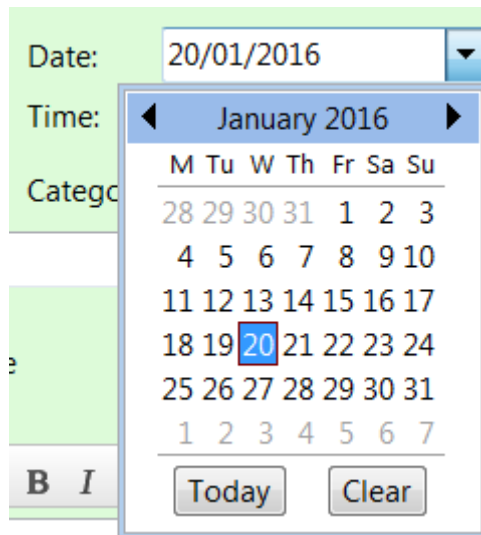 Date: 20/01/2016
Time:
January 2016
M Tu W Th Fr Sa Su
Categc
28 29 30 31 1 2 3
4 5 6 7 8 9 10
11 12 13 14 15 16 17
18 19 20 21 22 23 24
e
25 26 27 28 29 30 31
1 2 3 4 5 6 7
B I
Today Clear